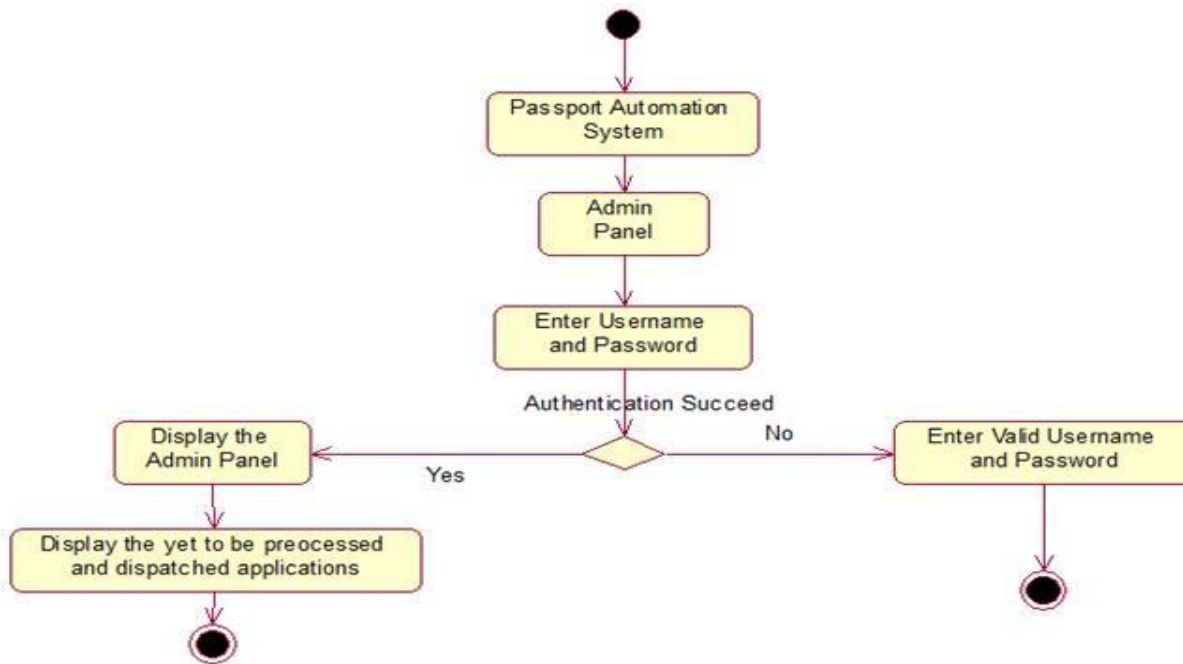 Passport Automation
System
Admin
Panel
Enter Username
and Password
Authentication Succeed
Display the
Admin Panel
Yes
No
Enter Valid Username
and Password
Display the yet to be preocessed
and dispatched applications